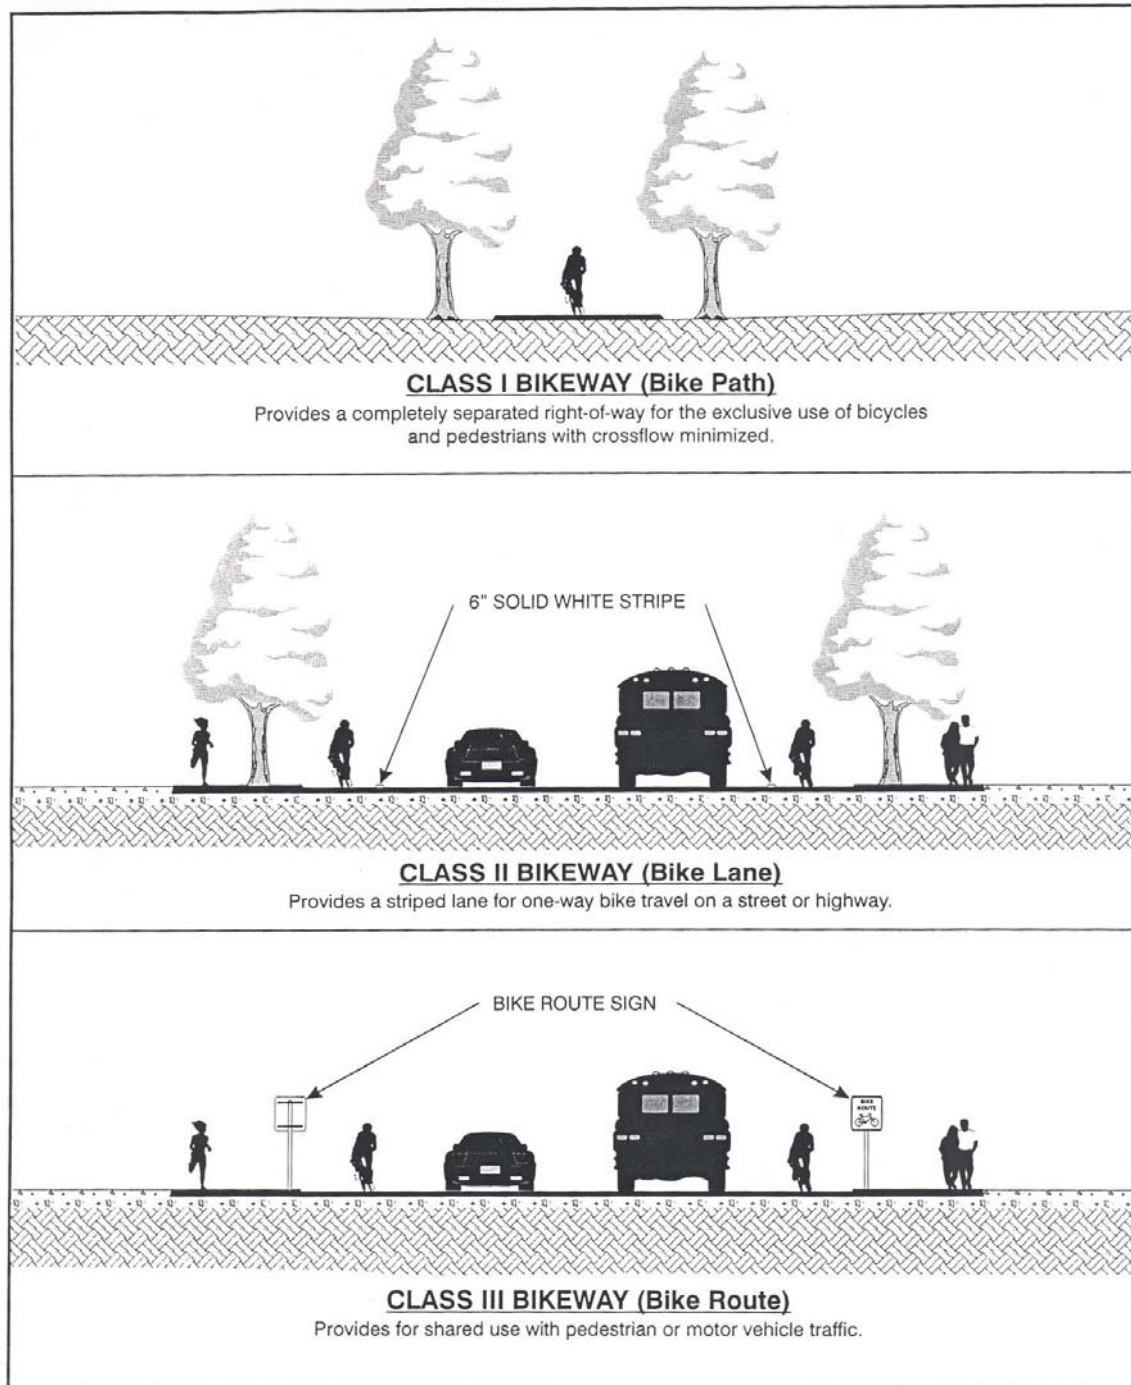 CLASS I BIKEWAY (Bike Path)
Provides a completely separated right-of-way for the exclusive use of bicycles
and pedestrians with crossflow minimized.
6" SOLID WHITE STRIPE
CLASS II BIKEWAY (Bike Lane)
Provides a striped lane for one-way bike travel on a street or highway.
BIKE ROUTE SIGN
BIKE
ROUTE
CLASS III BIKEWAY (Bike Route)
Provides for shared use with pedestrian or motor vehicle traffic.